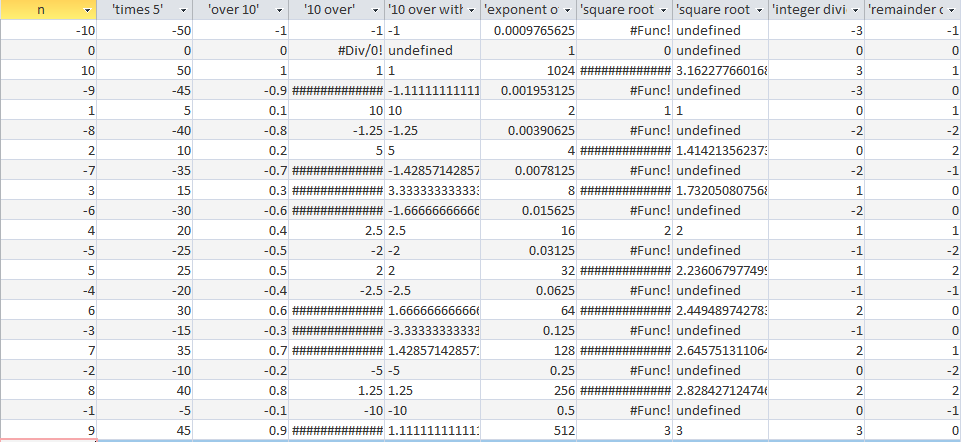 n 'times 5' 'over 10' '10 over' '10 over with 'exponent o 'square root 'square root 'integer divi 'remainder o
-10 -50 -1 -1 -1 0.0009765625 #Func! undefined -3 -1
0 0 0 #Div/0! undefined 1 0 undefined 0 0
10 50 1 1 1 1024 ############# 3.162277660168 3 1
-9 -45 -0.9 ############# -1.11111111111 0.001953125 #Func! undefined -3 0
1 5 0.1 10 10 2 1 1 0 1
-8 -40 -0.8 -1.25 -1.25 0.00390625 #Func! undefined -2 -2
2 10 0.2 5 5 4 ############# 1.414213562373 0 2
-7 -35 -0.7 ############# -1.42857142857 0.0078125 #Func! undefined -2 -1
3 15 0.3 ############# 3.333333333333 8 ############# 1.732050807568 1 0
-6 -30 -0.6 ############# -1.66666666666 0.015625 #Func! undefined -2 0
4 20 0.4 2.5 2.5 16 2 2 1 1
-5 -25 -0.5 -2 -2 0.03125 #Func! undefined -1 -2
5 25 0.5 2 2 32 ############# 2.236067977499 1 2
-4 -20 -0.4 -2.5 -2.5 0.0625 #Func! undefined -1 -1
6 30 0.6 ############# 1.666666666666 64 ############# 2.449489742783 2 0
-3 -15 -0.3 ############# -3.33333333333 0.125 #Func! undefined -1 0
7 35 0.7 ############# 1.428571428571 128 ############# 2.645751311064 2 1
-2 -10 -0.2 -5 -5 0.25 #Func! undefined 0 -2
8 40 0.8 1.25 1.25 256 ############# 2.828427124746 2 2
-1 -5 -0.1 -10 -10 0.5 #Func! undefined 0 -1
9 45 0.9 ############# 1.111111111111 512 3 3 3 0